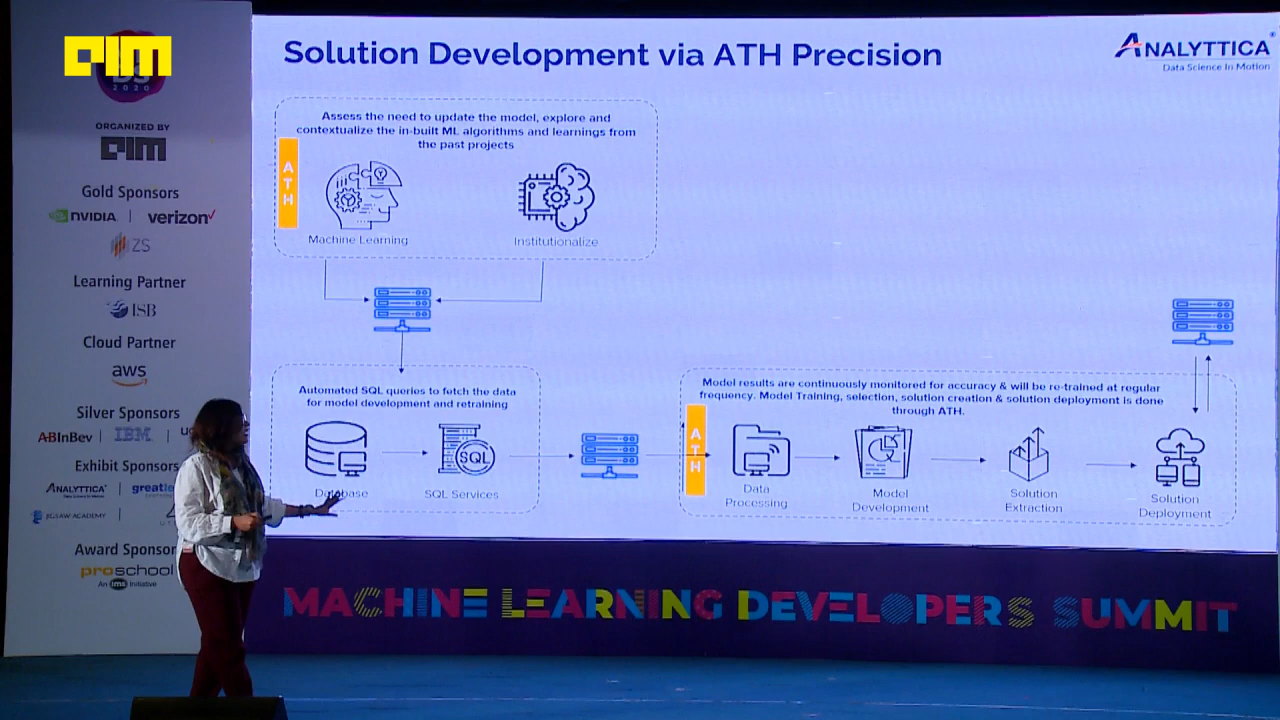 AIM
DS
2020
ORGANIZED BY
AIM
Gold Sponsors
NVIDIA | verizon✓
ZS
Learning Partner
ISB
Cloud Partner
aws
Silver Sponsors
ABInBev | IBM |
Exhibit Sponsors
ANALYTTICA |
JIGSAW ACADEMY |
Award Sponsor
proschool
An ims Initiative
Solution Development via ATH Precision
ANALYTTICA®
Data Science In Motion
Assess the need to update the model, explore and
contextualize the in-built ML algorithms and learnings from
the past projects
ATH
Machine Learning
Institutionalize
Automated SQL queries to fetch the data
for model development and retraining
SQL
Database
SQL Services
Model results are continuously monitored for accuracy & will be re-trained at regular
frequency. Model Training, selection, solution creation & solution deployment is done
through ATH.
ATH
Data
Processing
Model
Development
Solution
Extraction
Solution
Deployment
MACHINE LEARNING DEVELOPERS SUMMIT